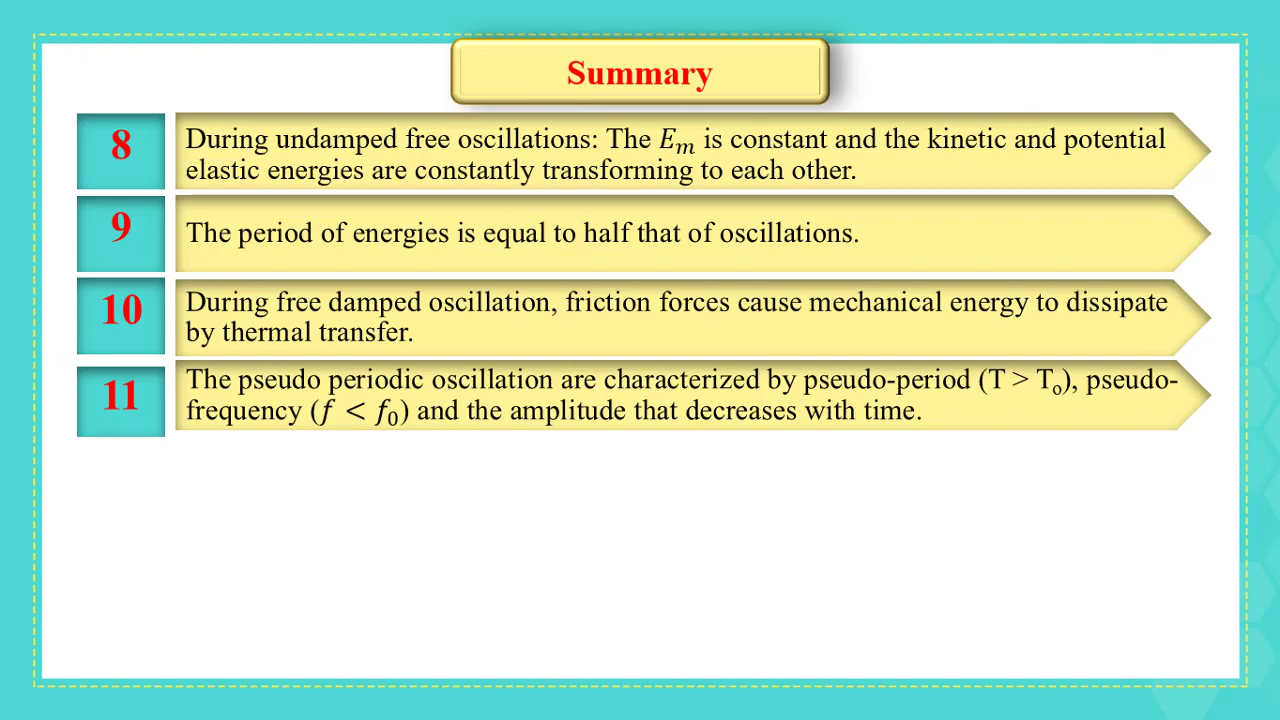 Summary
8
During undamped free oscillations: The Eₘ is constant and the kinetic and potential
elastic energies are constantly transforming to each other.
9
The period of energies is equal to half that of oscillations.
10
During free damped oscillation, friction forces cause mechanical energy to dissipate
by thermal transfer.
11
The pseudo periodic oscillation are characterized by pseudo-period (T > Tₒ), pseudo-
frequency (f < f₀) and the amplitude that decreases with time.